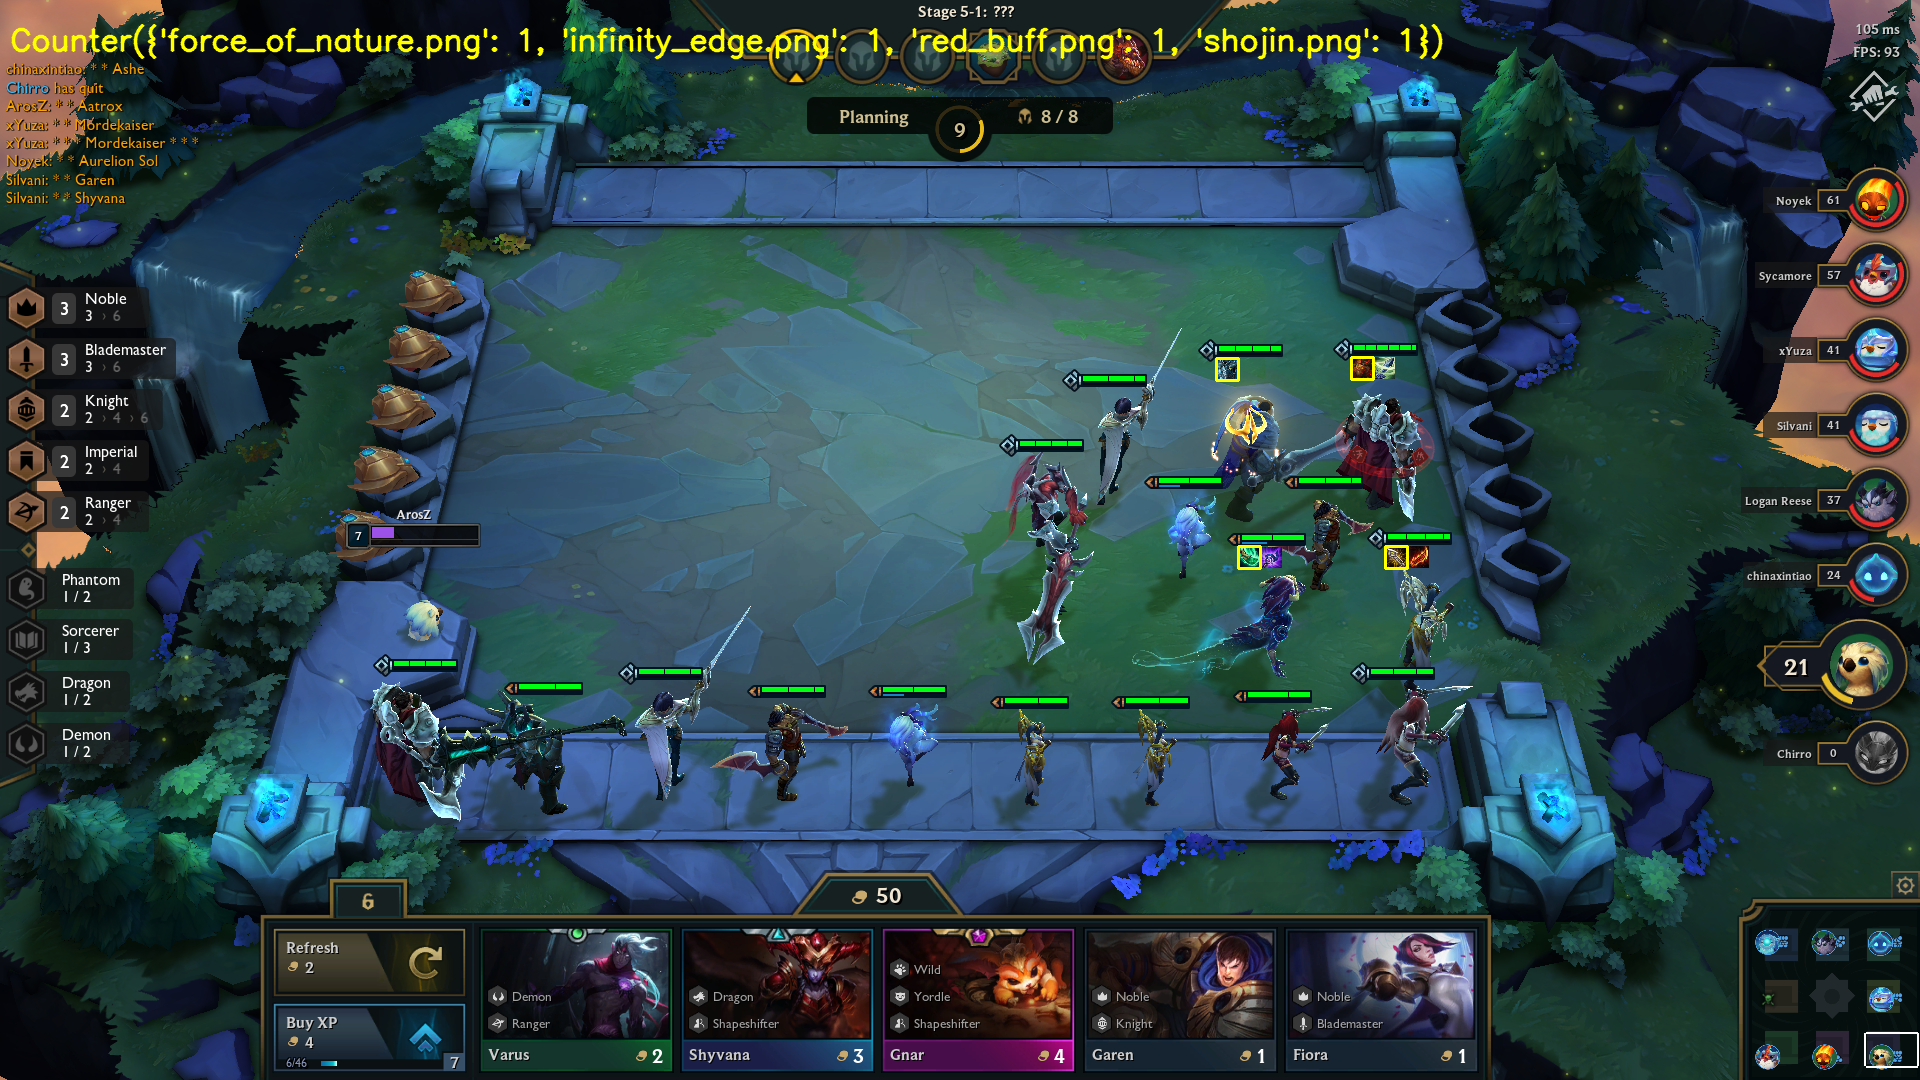 Stage 5-1: ???
Counter({'force_of_nature.png': 1, 'infinity_edge.png': 1, 'red_buff.png': 1, 'shojin.png': 1})
105 ms
FPS: 93
chinaxintiao: * * Ashe
Chirro has quit
ArosZ: * * Aatrox
xYuza: * * Mordekaiser
xYuza: * * * Mordekaiser * * *
Noyek: * * Aurelion Sol
Silvani: * * Garen
Silvani: * * Shyvana
Planning
9
8 / 8
Noyek 61
Sycamore 57
xYuza 41
Silvani 41
Logan Reese 37
chinaxintiao 24
21
Chirro 0
3 Noble
3 › 6
3 Blademaster
3 › 6
2 Knight
2 › 4 › 6
2 Imperial
2 › 4
2 Ranger
2 › 4
Phantom
1 / 2
Sorcerer
1 / 3
Dragon
1 / 2
Demon
1 / 2
ArosZ
7
6
50
Refresh
2
Buy XP
4
6/46
7
Demon
Ranger
Varus 2
Dragon
Shapeshifter
Shyvana 3
Wild
Yordle
Shapeshifter
Gnar 4
Noble
Knight
Garen 1
Noble
Blademaster
Fiora 1